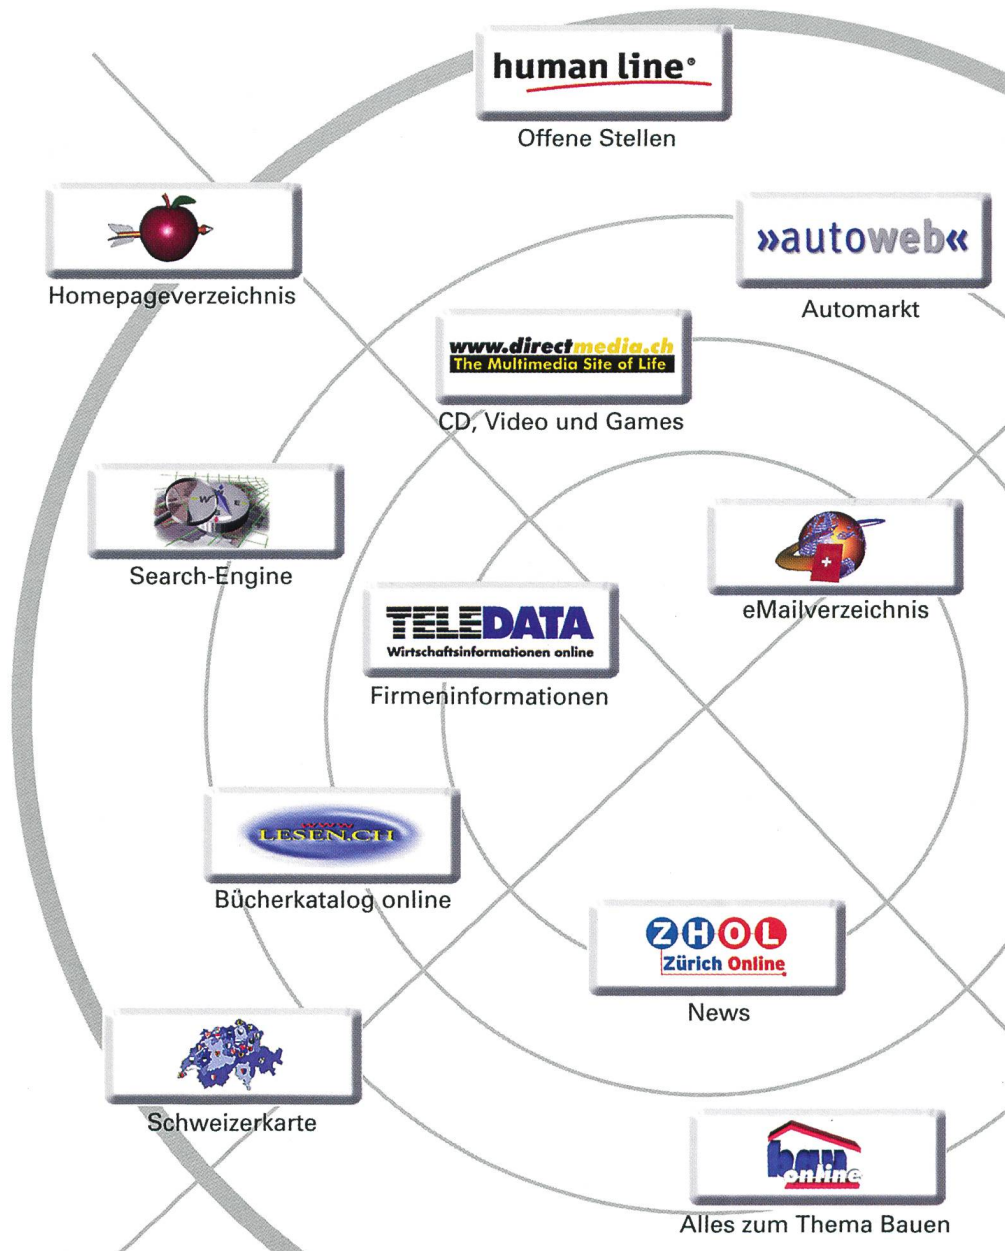 human line®
Offene Stellen
Homepageverzeichnis
»autoweb«
Automarkt
www.directmedia.ch
The Multimedia Site of Life
CD, Video und Games
W E
Search-Engine
eMailverzeichnis
TELEDATA
Wirtschaftsinformationen online
Firmeninformationen
www
LESEN.CH
Bücherkatalog online
ZHOL
Zürich Online
News
Schweizerkarte
bau
online
Alles zum Thema Bauen